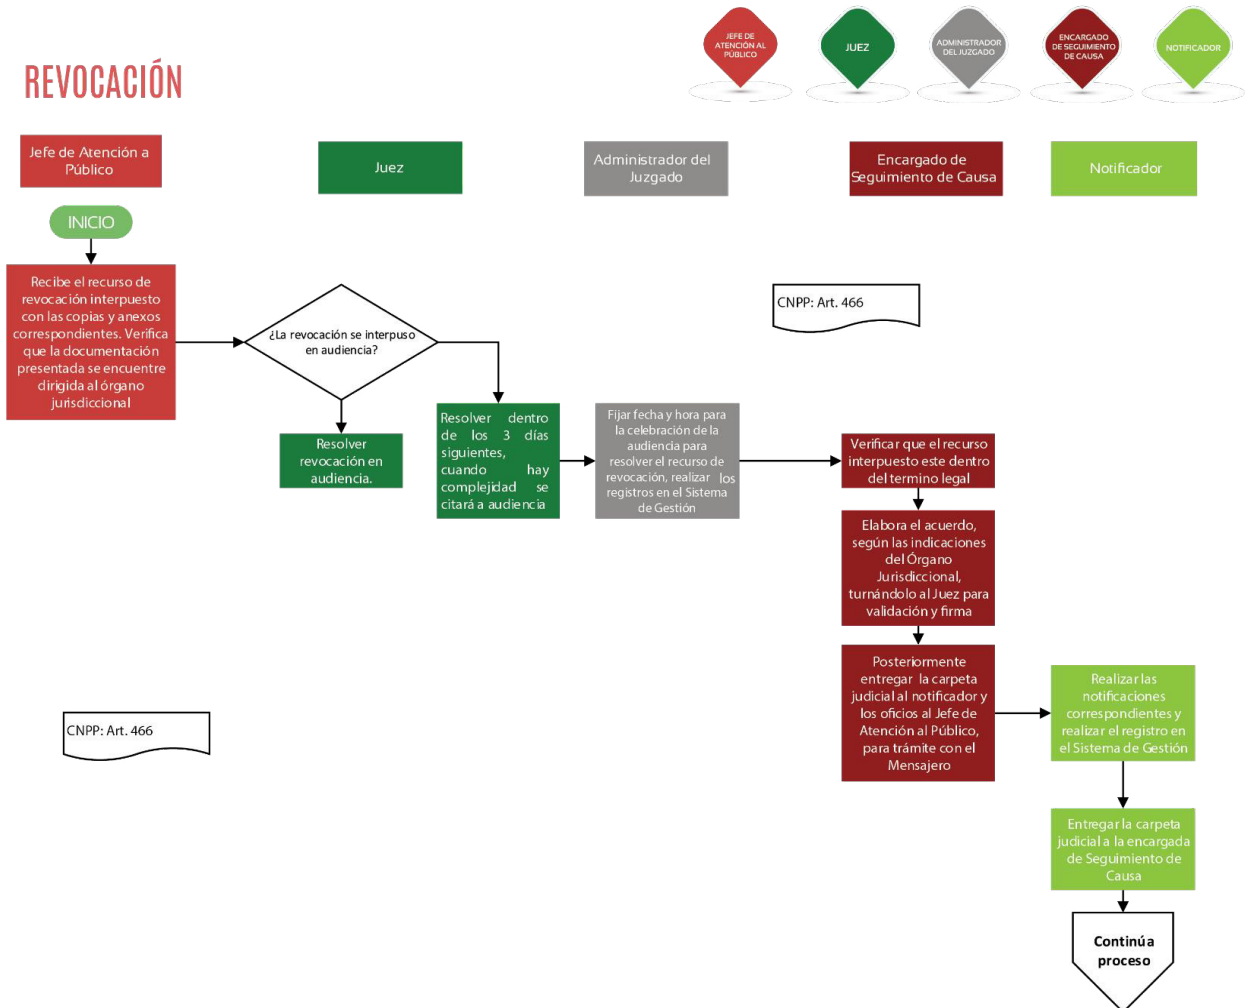 JEFE DE
ATENCIÓN AL
PÚBLICO
JUEZ
ADMINISTRADOR
DEL JUZGADO
ENCARGADO
DE SEGUIMIENTO
DE CAUSA
NOTIFICADOR
REVOCACIÓN
Jefe de Atención a
Público
Juez
Administrador del
Juzgado
Encargado de
Seguimiento de Causa
Notificador
INICIO
Recibe el recurso de
revocación interpuesto
con las copias y anexos
correspondientes. Verifica
que la documentación
presentada se encuentre
dirigida al órgano
jurisdiccional
¿La revocación se interpuso
en audiencia?
CNPP: Art. 466
Resolver
revocación en
audiencia.
Resolver dentro
de los 3 días
siguientes,
cuando hay
complejidad se
citará a audiencia
Fijar fecha y hora para
la celebración de la
audiencia para
resolver el recurso de
revocación, realizar los
registros en el Sistema
de Gestión
Verificar que el recurso
interpuesto este dentro
del termino legal
Elabora el acuerdo,
según las indicaciones
del Órgano
Jurisdiccional,
turnándolo al Juez para
validación y firma
Posteriormente
entregar la carpeta
judicial al notificador y
los oficios al Jefe de
Atención al Público,
para trámite con el
Mensajero
Realizar las
notificaciones
correspondientes y
realizar el registro en
el Sistema de Gestión
CNPP: Art. 466
Entregar la carpeta
judicial a la encargada
de Seguimiento de
Causa
Continúa
proceso